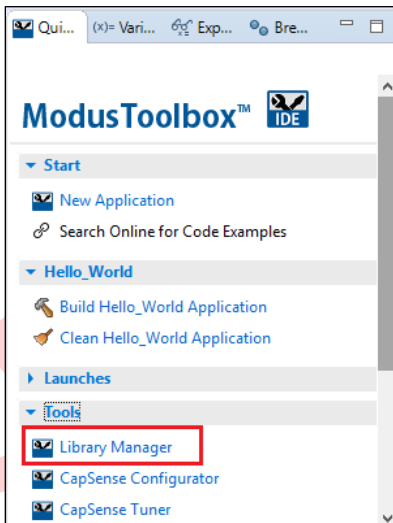 Qui... (x)= Vari... Exp... Bre...
ModusToolbox™ IDE
Start
New Application
Search Online for Code Examples
Hello_World
Build Hello_World Application
Clean Hello_World Application
Launches
Tools
Library Manager
CapSense Configurator
CapSense Tuner